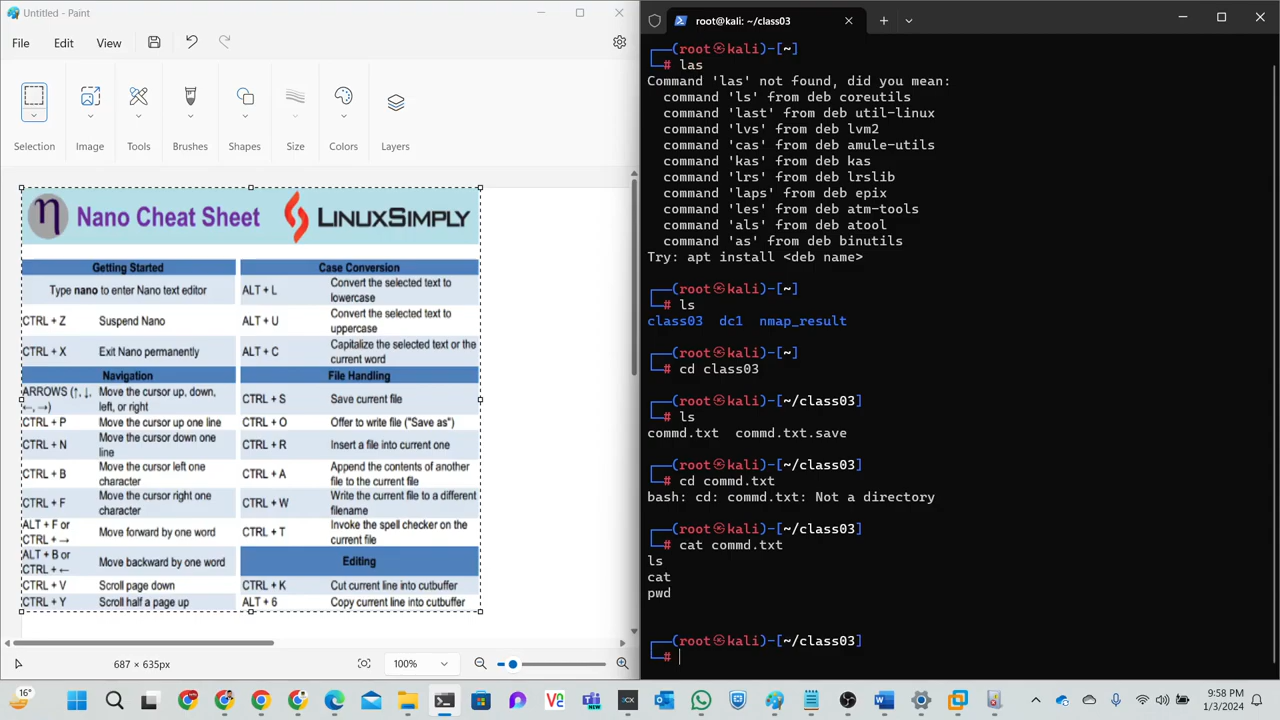 Untitled - Paint
File Edit View
Selection Image Tools Brushes Shapes Size Colors Layers
η Nano Cheat Sheet LINUXSIMPLY
Getting Started
Type nano to enter Nano text editor
CTRL + Z Suspend Nano
CTRL + X Exit Nano permanently
Navigation
ARROWS (↑, ↓, Move the cursor up, down,
←, →) left, or right
CTRL + P Move the cursor up one line
CTRL + N Move the cursor down one
line
CTRL + B Move the cursor left one
character
CTRL + F Move the cursor right one
character
ALT + F or
CTRL + → Move forward by one word
ALT + B or
CTRL + ← Move backward by one word
CTRL + V Scroll page down
CTRL + Y Scroll half a page up
Case Conversion
ALT + L Convert the selected text to
lowercase
ALT + U Convert the selected text to
uppercase
ALT + C Capitalize the selected text or the
current word
File Handling
CTRL + S Save current file
CTRL + O Offer to write file ("Save as")
CTRL + R Insert a file into current one
CTRL + A Append the contents of another
file to the current file
CTRL + W Write the current file to a different
filename
CTRL + T Invoke the spell checker on the
current file
Editing
CTRL + K Cut current line into cutbuffer
ALT + 6 Copy current line into cutbuffer
687 × 635px 100%
root@kali: ~/class03
(root㉿kali)-[~]
# las
Command 'las' not found, did you mean:
command 'ls' from deb coreutils
command 'last' from deb util-linux
command 'lvs' from deb lvm2
command 'cas' from deb amule-utils
command 'kas' from deb kas
command 'lrs' from deb lrslib
command 'laps' from deb epix
command 'les' from deb atm-tools
command 'als' from deb atool
command 'as' from deb binutils
Try: apt install <deb name>
(root㉿kali)-[~]
# ls
class03 dc1 nmap_result
(root㉿kali)-[~]
# cd class03
(root㉿kali)-[~/class03]
# ls
commd.txt commd.txt.save
(root㉿kali)-[~/class03]
# cd commd.txt
bash: cd: commd.txt: Not a directory
(root㉿kali)-[~/class03]
# cat commd.txt
ls
cat
pwd
(root㉿kali)-[~/class03]
#
16°
9:58 PM
1/3/2024